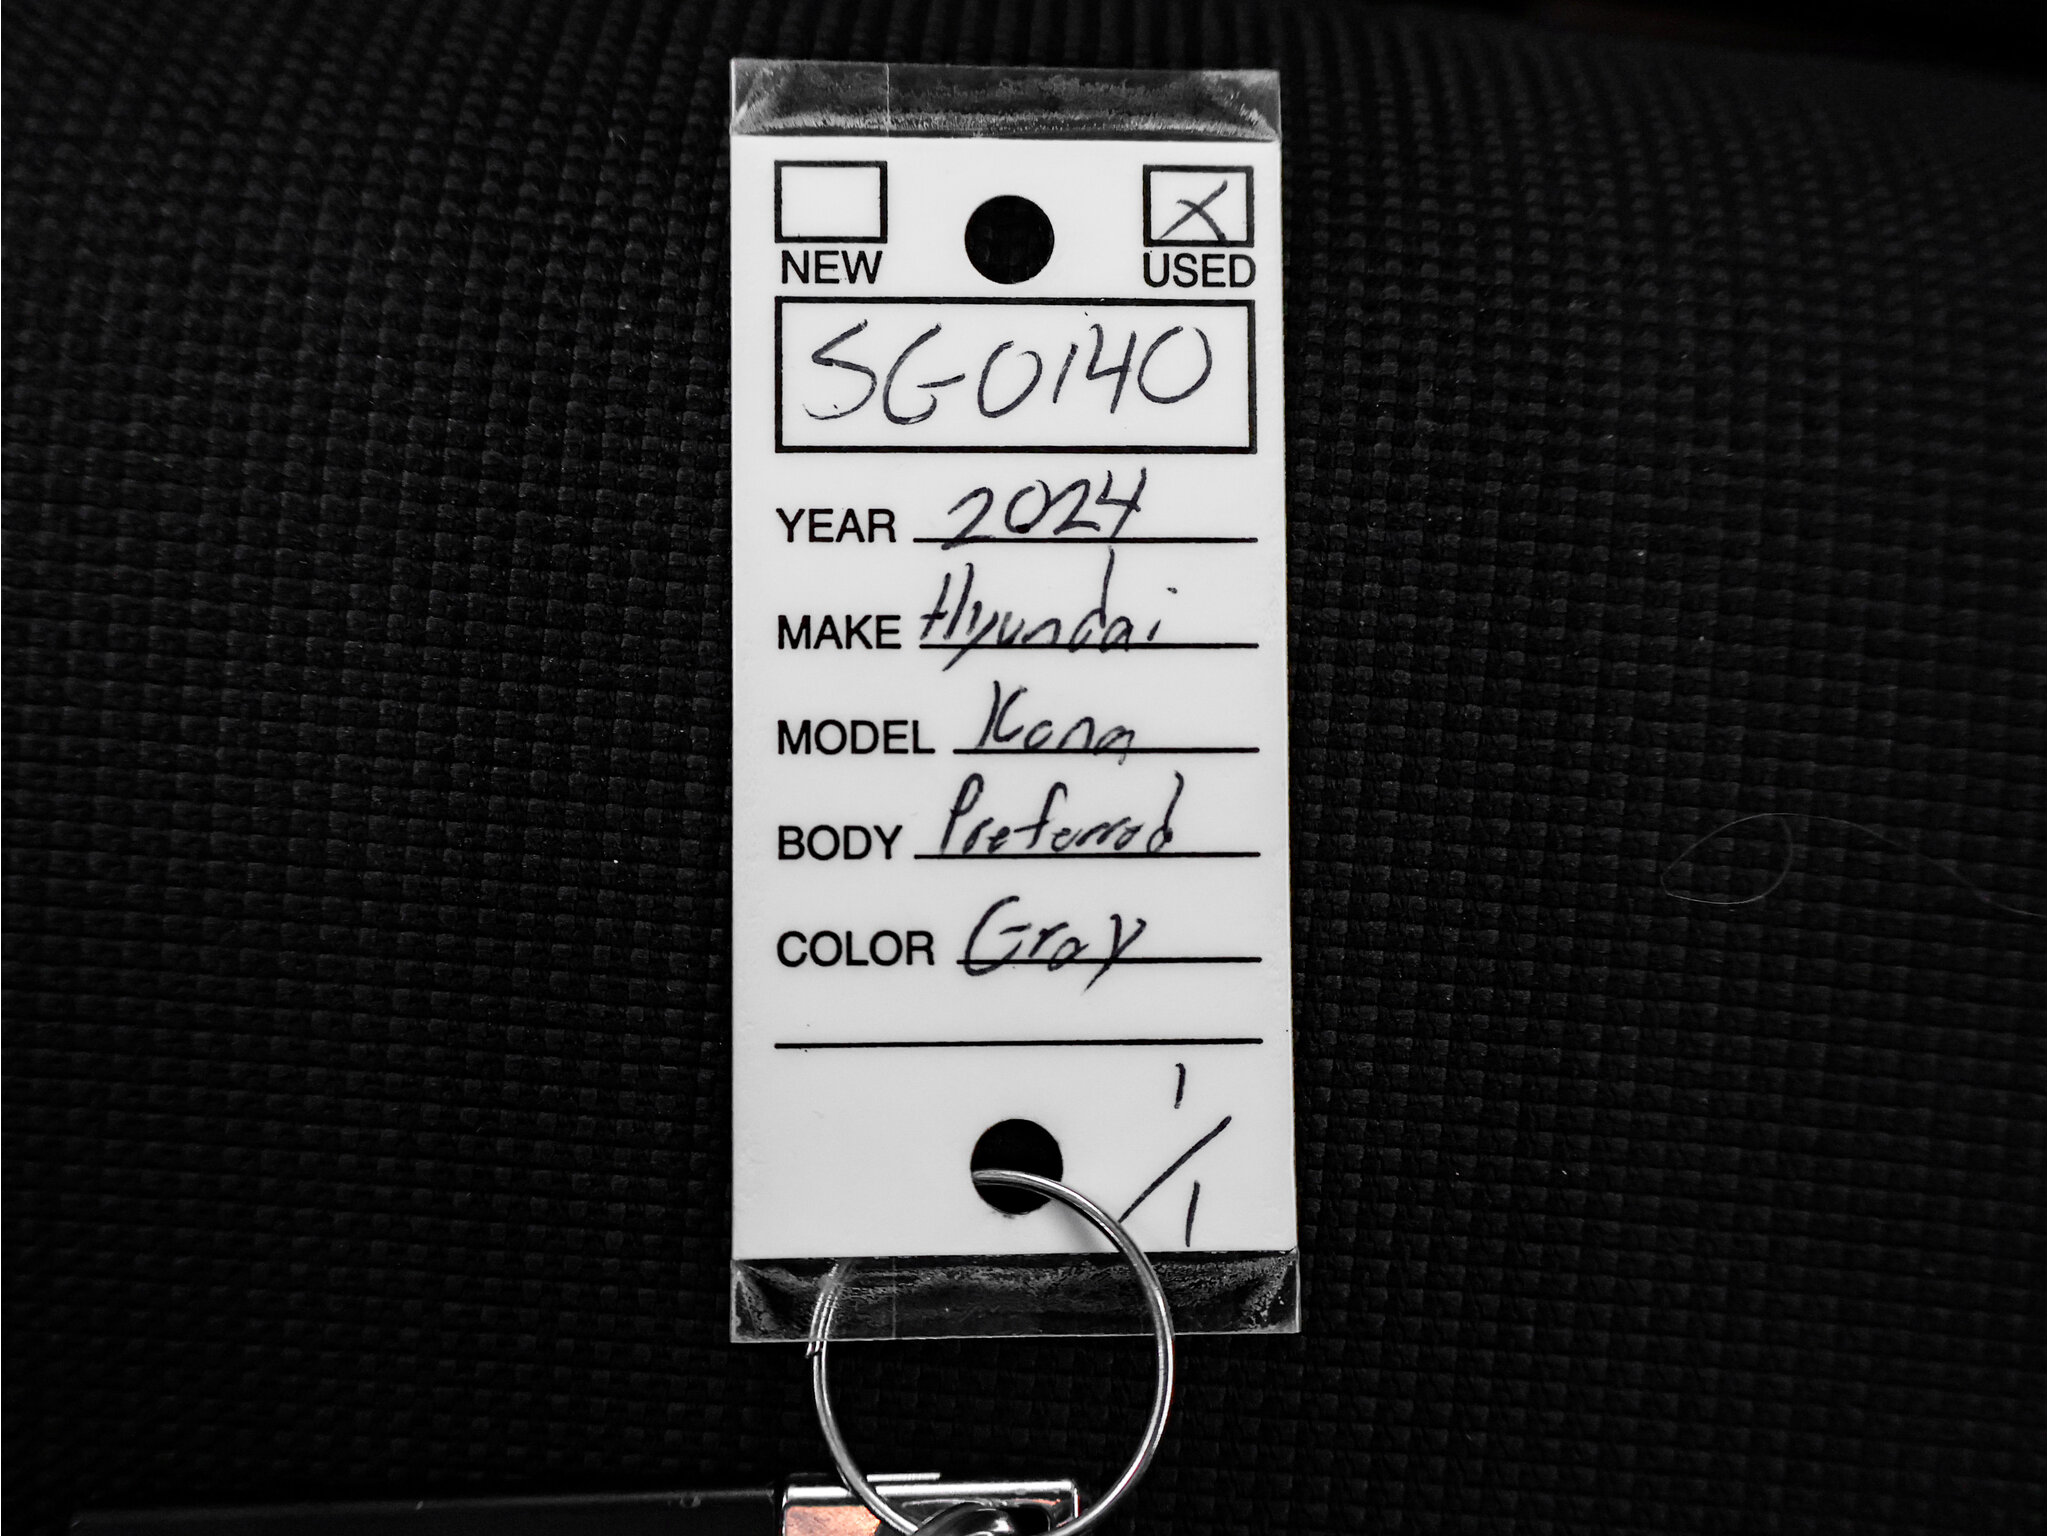 NEW X USED
SG0140
YEAR 2024
MAKE Hyundai
MODEL Kona
BODY Preferred
COLOR Gray
1/1